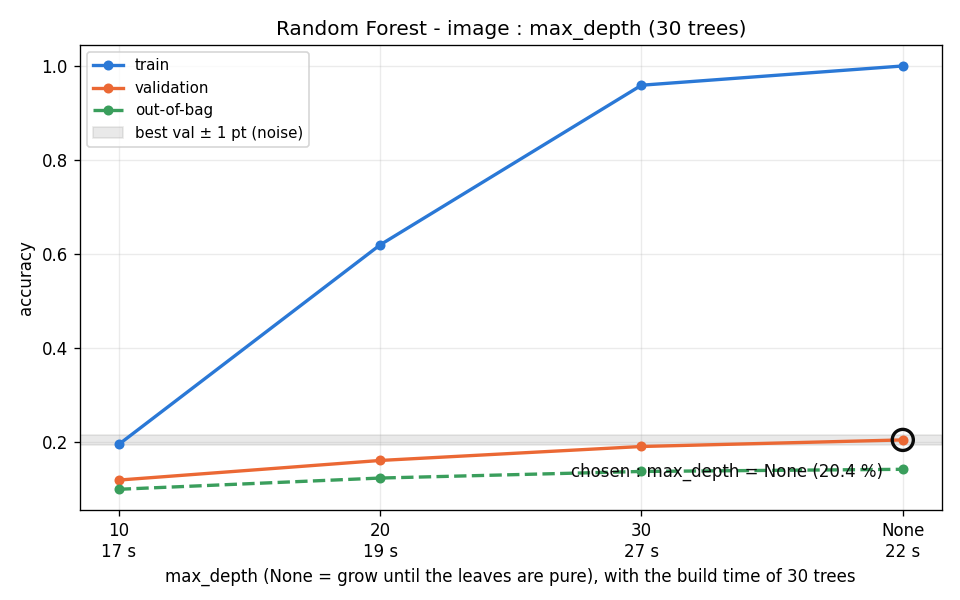 Random Forest - image : max_depth (30 trees)
train
validation
out-of-bag
best val ± 1 pt (noise)
accuracy
1.0
0.8
0.6
0.4
0.2
chosen : max_depth = None (20.4 %)
10 20 30 None
17 s 19 s 27 s 22 s
max_depth (None = grow until the leaves are pure), with the build time of 30 trees